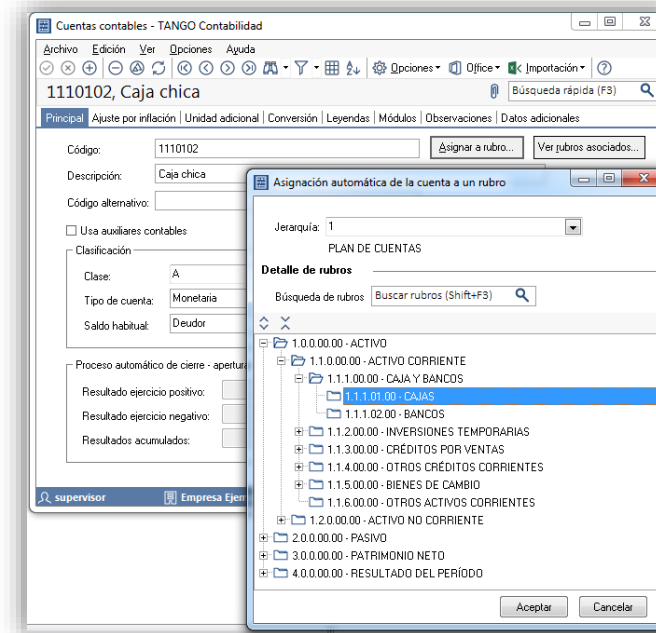 Cuentas contables - TANGO Contabilidad
Archivo Edición Ver Opciones Ayuda
Opciones Office Importación
1110102, Caja chica
Búsqueda rápida (F3)
Principal Ajuste por inflación Unidad adicional Conversión Leyendas Módulos Observaciones Datos adicionales
Código: 1110102 Asignar a rubro... Ver rubros asociados...
Descripción: Caja chica
Código alternativo:
Usa auxiliares contables
Clasificación
Clase: A
Tipo de cuenta: Monetaria
Saldo habitual: Deudor
Proceso automático de cierre - apertura
Resultado ejercicio positivo:
Resultado ejercicio negativo:
Resultados acumulados:
supervisor Empresa Ejem
Asignación automática de la cuenta a un rubro
Jerarquía: 1
PLAN DE CUENTAS
Detalle de rubros
Búsqueda de rubros Buscar rubros (Shift+F3)
1.0.0.00.00 - ACTIVO
1.1.0.00.00 - ACTIVO CORRIENTE
1.1.1.00.00 - CAJA Y BANCOS
1.1.1.01.00 - CAJAS
1.1.1.02.00 - BANCOS
1.1.2.00.00 - INVERSIONES TEMPORARIAS
1.1.3.00.00 - CRÉDITOS POR VENTAS
1.1.4.00.00 - OTROS CRÉDITOS CORRIENTES
1.1.5.00.00 - BIENES DE CAMBIO
1.1.6.00.00 - OTROS ACTIVOS CORRIENTES
1.2.0.00.00 - ACTIVO NO CORRIENTE
2.0.0.00.00 - PASIVO
3.0.0.00.00 - PATRIMONIO NETO
4.0.0.00.00 - RESULTADO DEL PERÍODO
Aceptar Cancelar